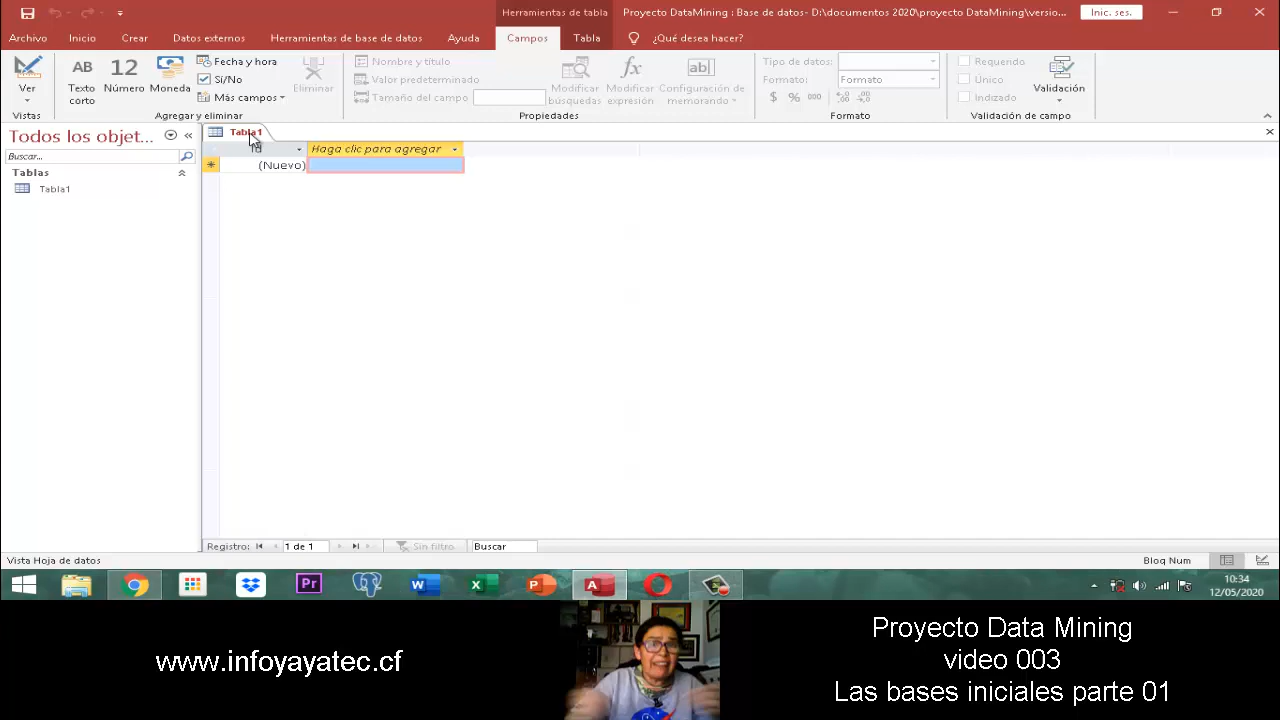 Herramientas de tabla
Proyecto DataMining : Base de datos- D:\documentos 2020\proyecto DataMining\versio...
Inic. ses.
Archivo Inicio Crear Datos externos Herramientas de base de datos Ayuda Campos Tabla ¿Qué desea hacer?
Ver
Vistas
AB
Texto corto
12
Número
Moneda
Fecha y hora
Sí/No
Más campos
Eliminar
Agregar y eliminar
Nombre y título
Valor predeterminado
Tamaño del campo
Modificar búsquedas
fx
Modificar expresión
ab
Configuración de memorando
Propiedades
Tipo de datos:
Formato: Formato
$ % 000
Formato
Requerido
Único
Indizado
Validación
Validación de campo
Todos los objet...
Buscar...
Tablas
Tabla1
Tabla1
Id Haga clic para agregar
(Nuevo)
Registro: 1 de 1 Sin filtro Buscar
Vista Hoja de datos
Bloq Num
Pr
10:34
12/05/2020
www.infoyayatec.cf
Proyecto Data Mining
video 003
Las bases iniciales parte 01